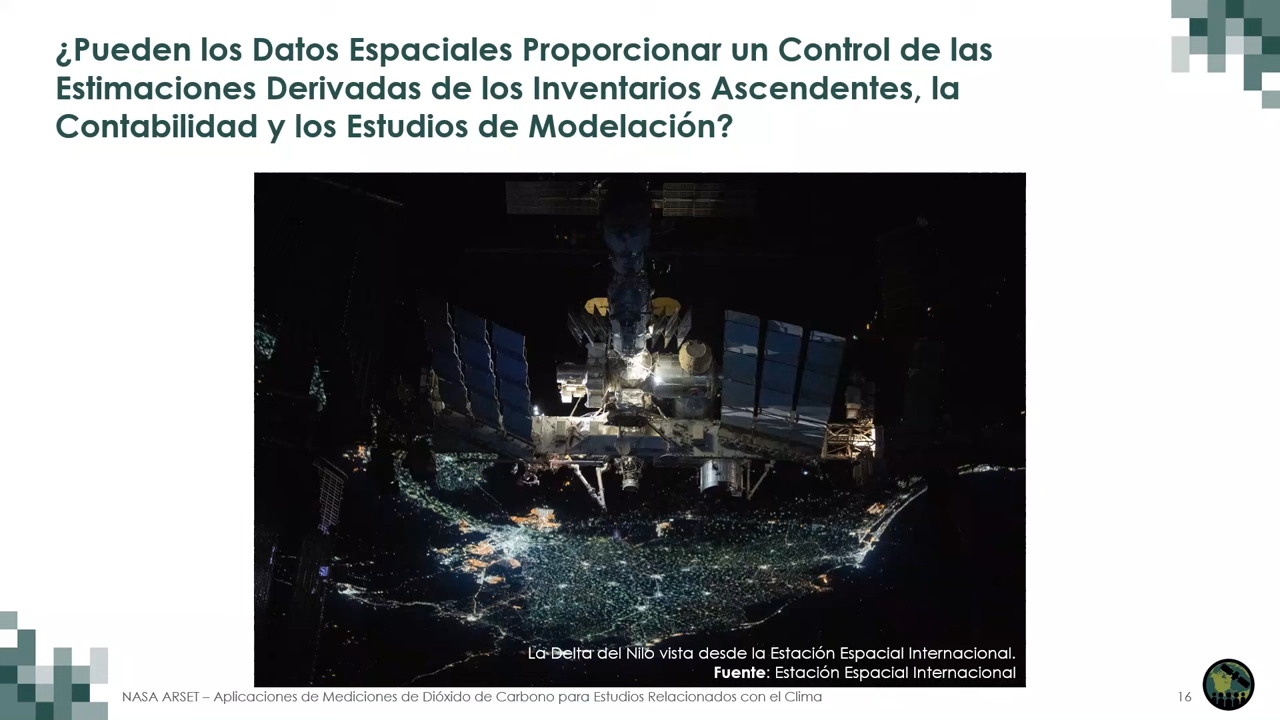 ¿Pueden los Datos Espaciales Proporcionar un Control de las
Estimaciones Derivadas de los Inventarios Ascendentes, la
Contabilidad y los Estudios de Modelación?
La Delta del Nilo vista desde la Estación Espacial Internacional.
Fuente: Estación Espacial Internacional
NASA ARSET – Aplicaciones de Mediciones de Dióxido de Carbono para Estudios Relacionados con el Clima
16